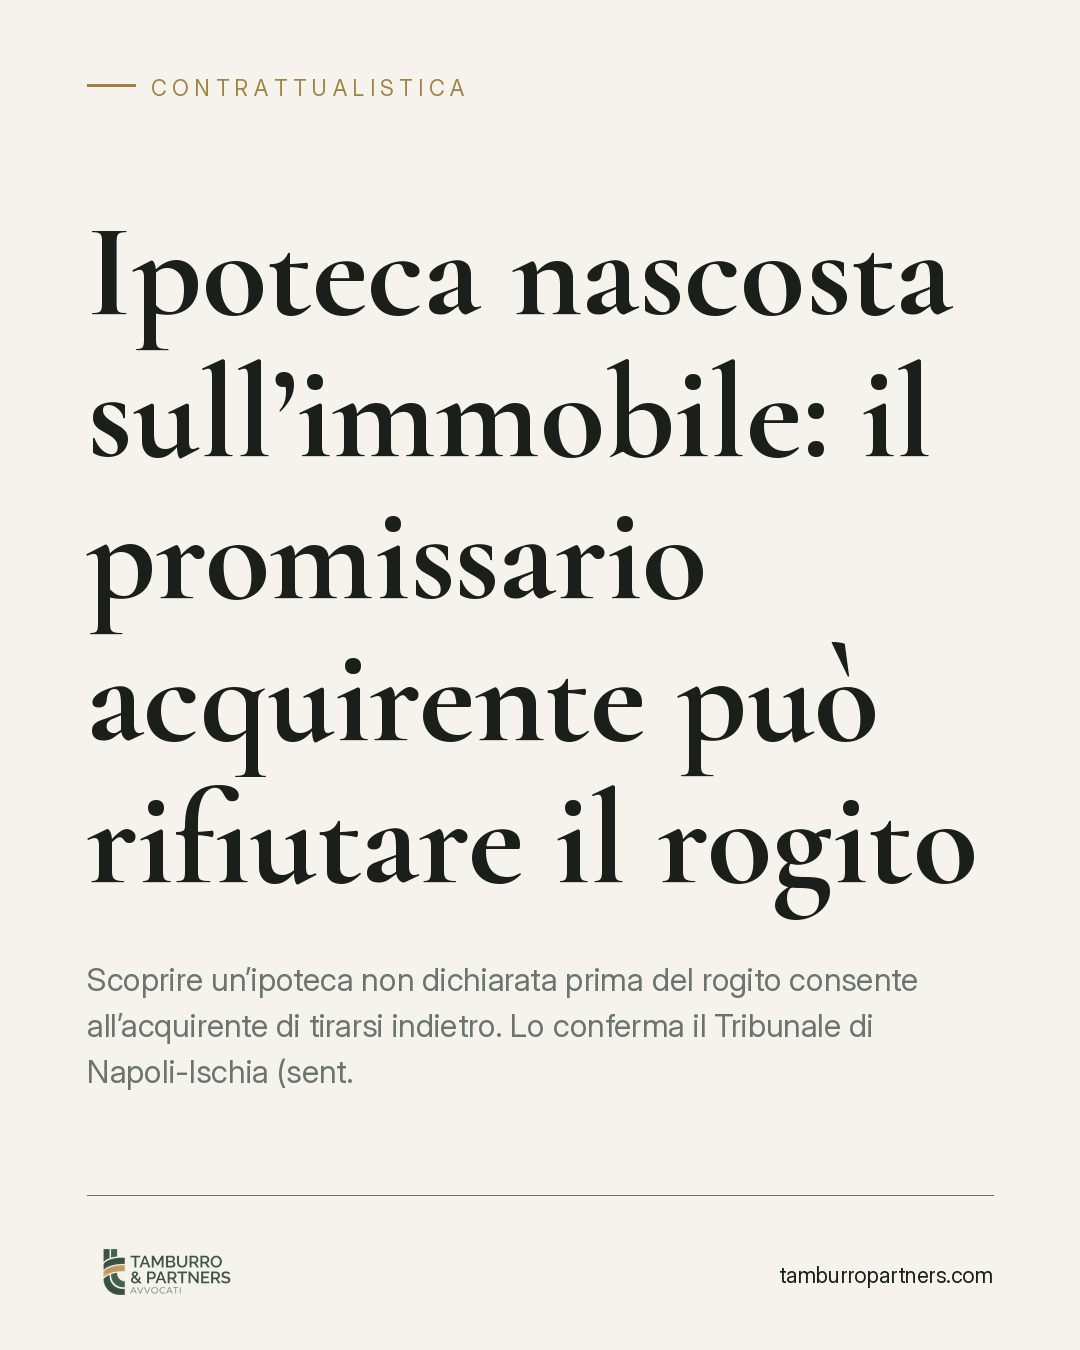 CONTRATTUALISTICA
Ipoteca nascosta
sull’immobile: il
promissario
acquirente può
rifiutare il rogito
Scoprire un’ipoteca non dichiarata prima del rogito consente
all’acquirente di tirarsi indietro. Lo conferma il Tribunale di
Napoli-Ischia (sent.
TAMBURRO
& PARTNERS
AVVOCATI
tamburropartners.com